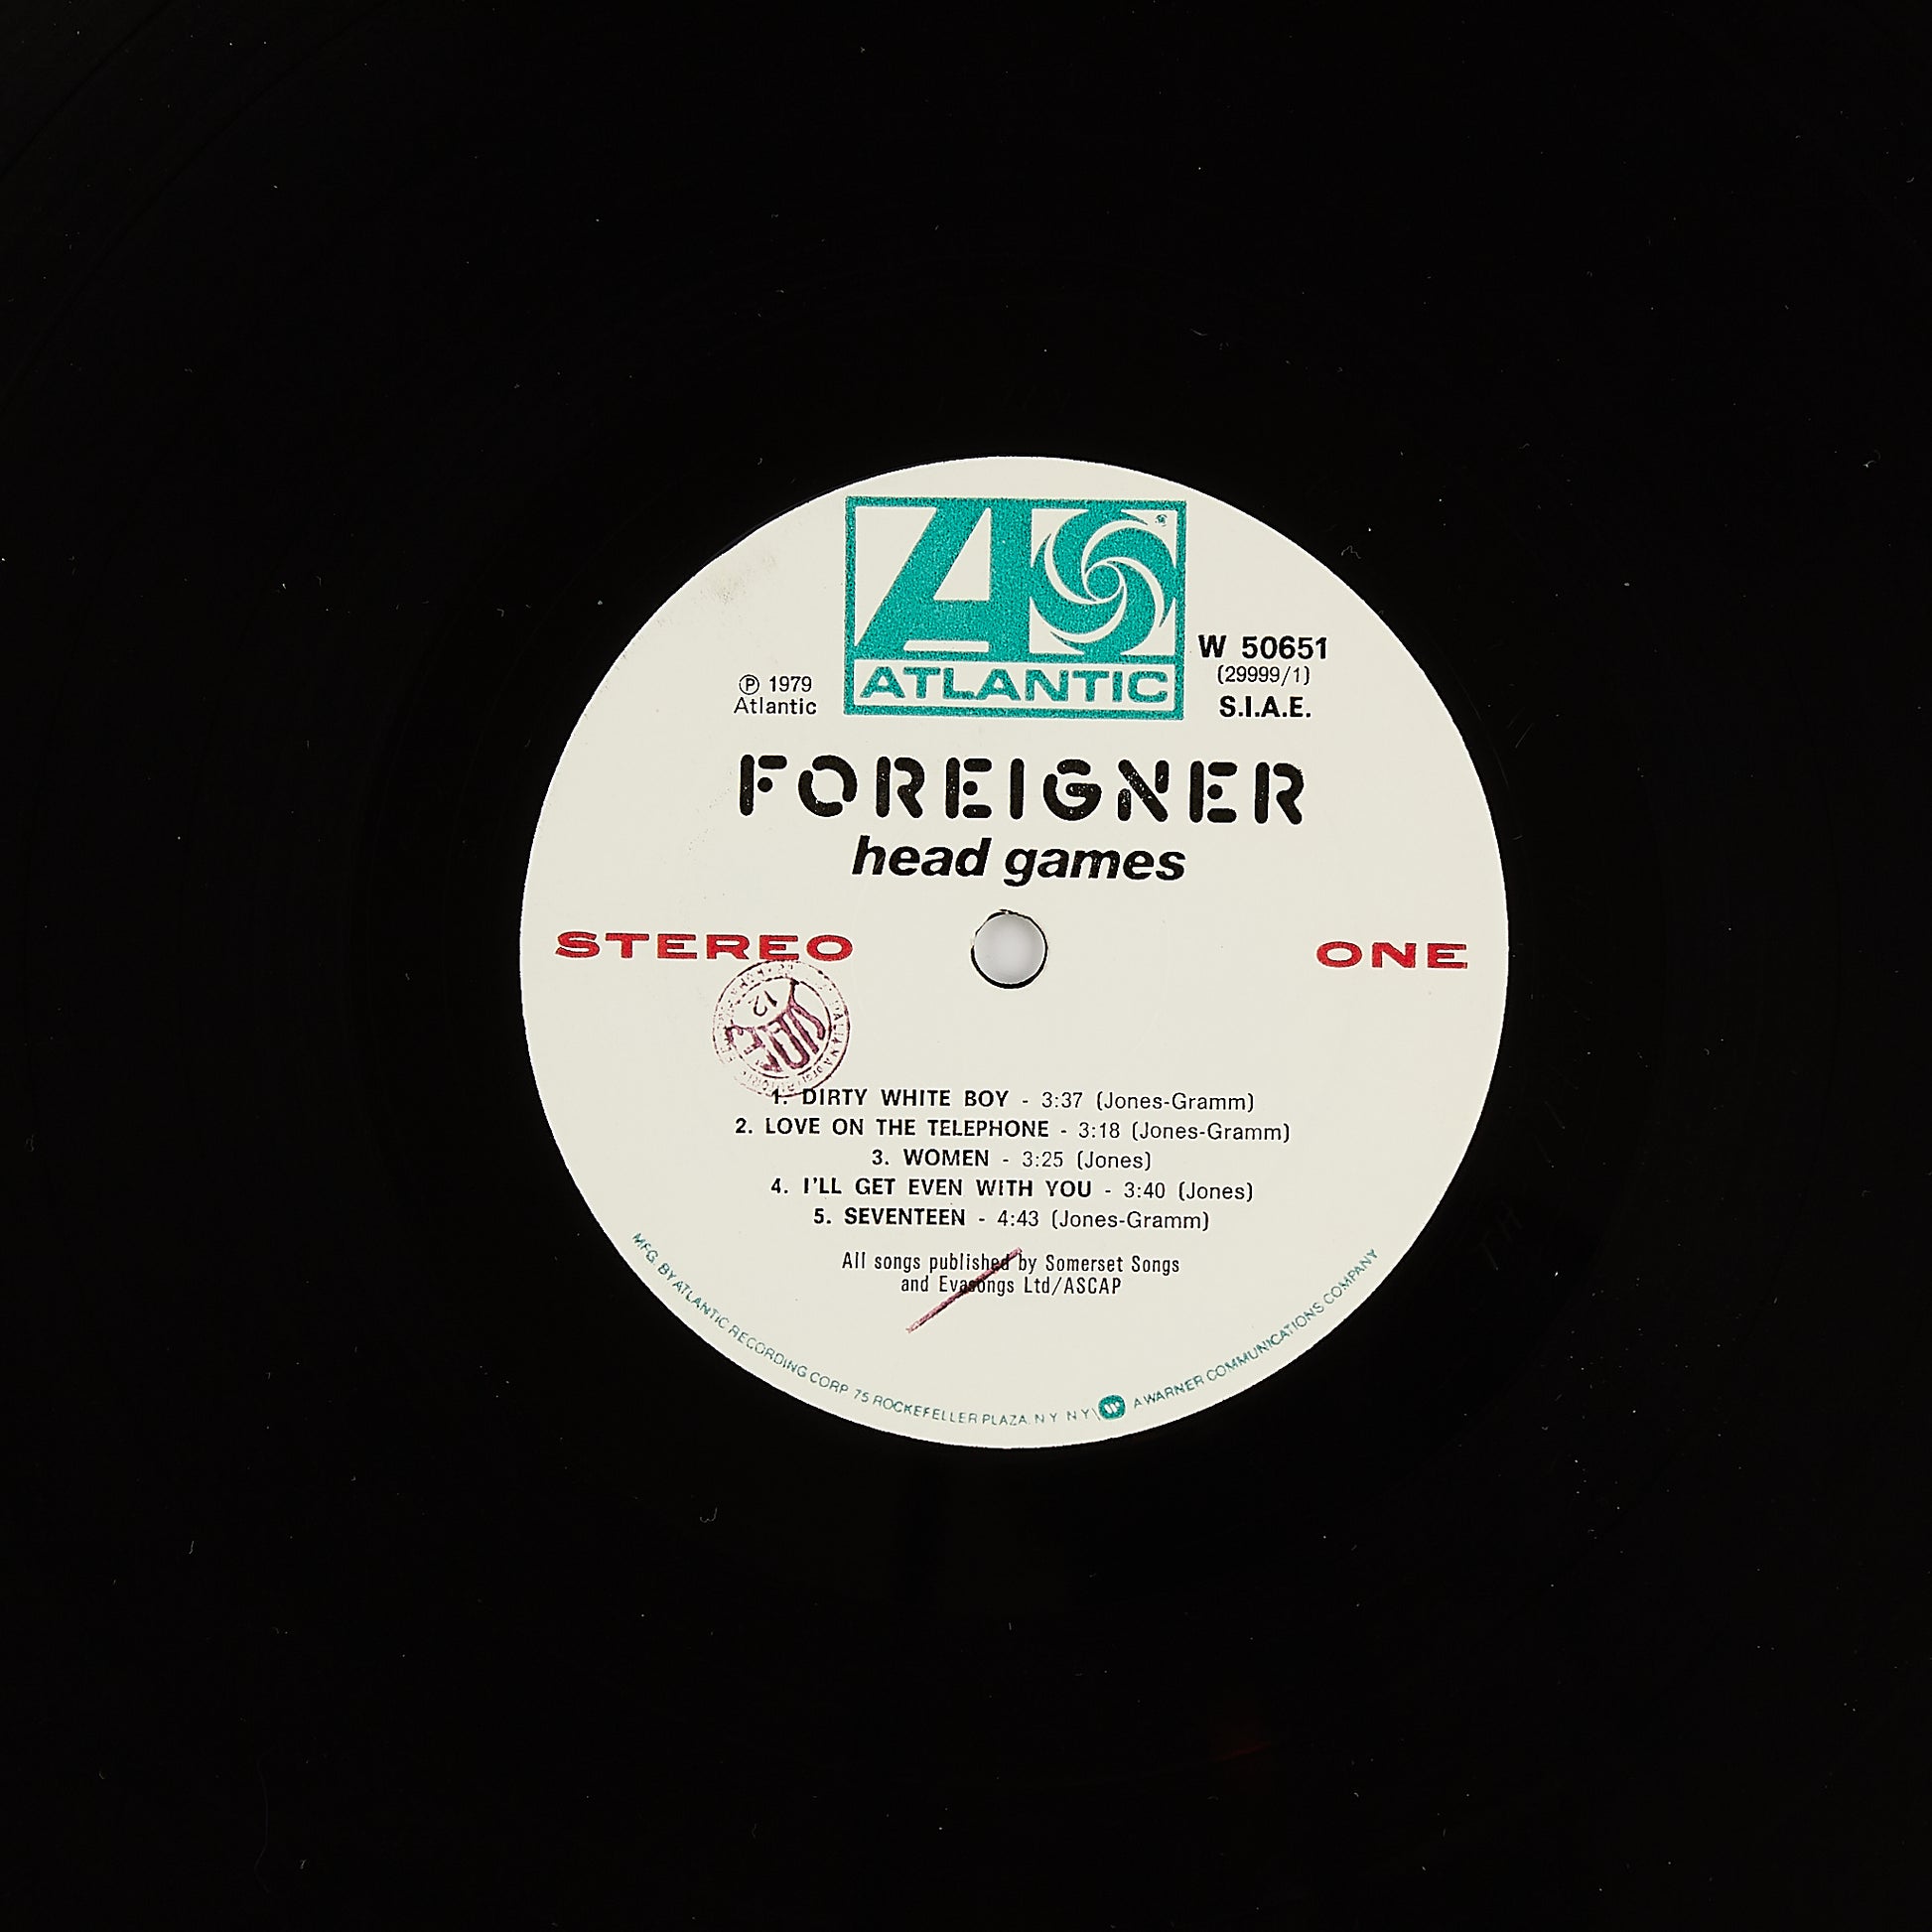 ATLANTIC
W 50651
(29999/1)
S.I.A.E.
℗ 1979
Atlantic
FOREIGNER
head games
STEREO
ONE
12
1. DIRTY WHITE BOY - 3:37 (Jones-Gramm)
2. LOVE ON THE TELEPHONE - 3:18 (Jones-Gramm)
3. WOMEN - 3:25 (Jones)
4. I'LL GET EVEN WITH YOU - 3:40 (Jones)
5. SEVENTEEN - 4:43 (Jones-Gramm)
All songs published by Somerset Songs
and Evasongs Ltd/ASCAP
MFG. BY ATLANTIC RECORDING CORP. 75 ROCKEFELLER PLAZA. N.Y. N.Y. A WARNER COMMUNICATIONS COMPANY